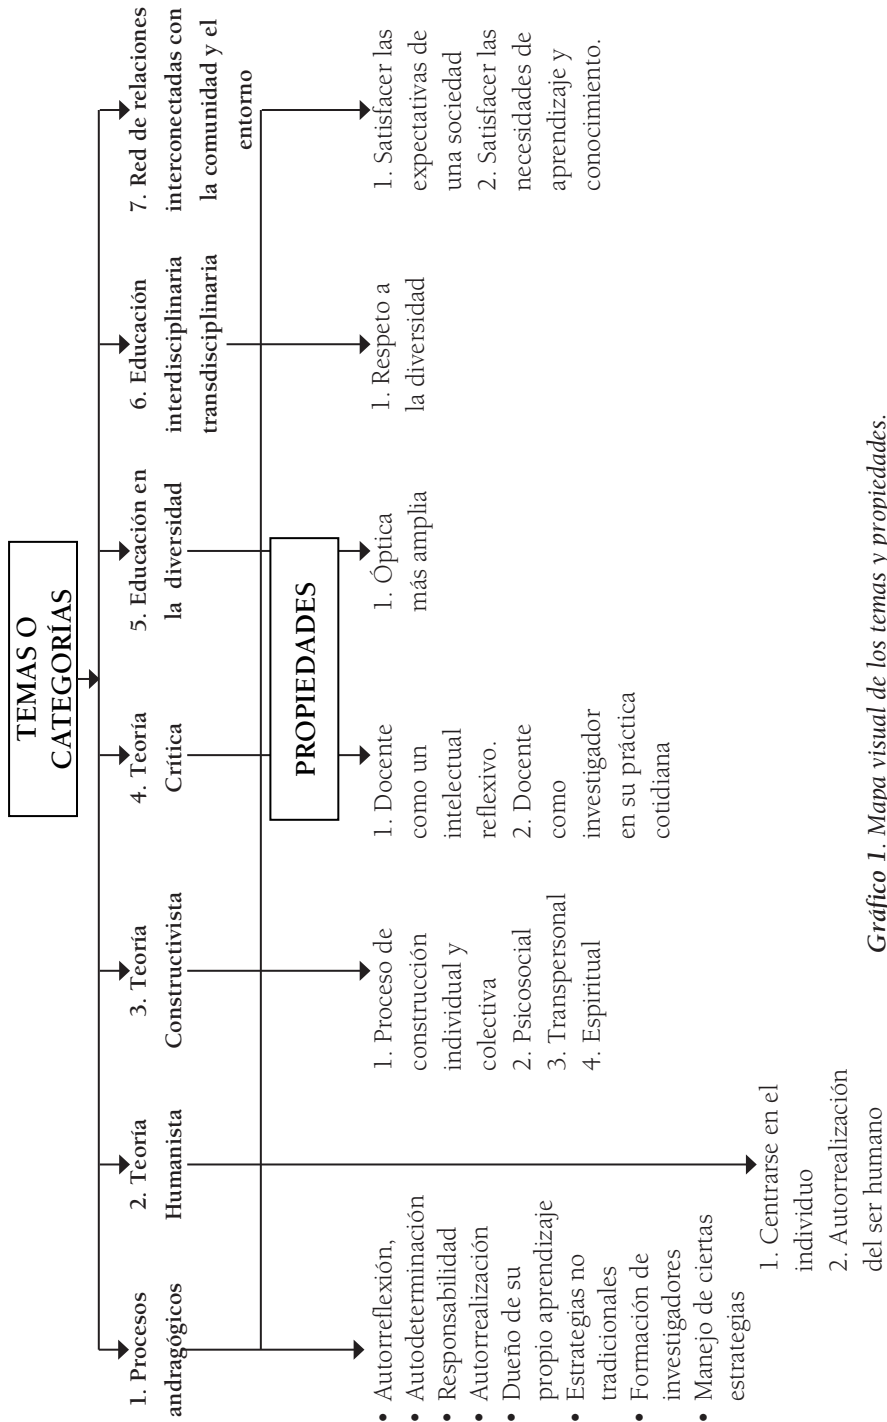 TEMAS O
CATEGORÍAS
1. Procesos
andragógicos
2. Teoría
Humanista
3. Teoría
Constructivista
4. Teoría
Crítica
5. Educación en
la diversidad
6. Educación
interdisciplinaria
transdisciplinaria
7. Red de relaciones
interconectadas con
la comunidad y el
entorno
PROPIEDADES
• Autorreflexión,
• Autodeterminación
• Responsabilidad
• Autorrealización
• Dueño de su
propio aprendizaje
• Estrategias no
tradicionales
• Formación de
investigadores
• Manejo de ciertas
estrategias
1. Centrarse en el
individuo
2. Autorrealización
del ser humano
1. Proceso de
construcción
individual y
colectiva
2. Psicosocial
3. Transpersonal
4. Espiritual
1. Docente
como un
intelectual
reflexivo.
2. Docente
como
investigador
en su práctica
cotidiana
1. Óptica
más amplia
1. Respeto a
la diversidad
1. Satisfacer las
expectativas de
una sociedad
2. Satisfacer las
necesidades de
aprendizaje y
conocimiento.
Gráfico 1. Mapa visual de los temas y propiedades.